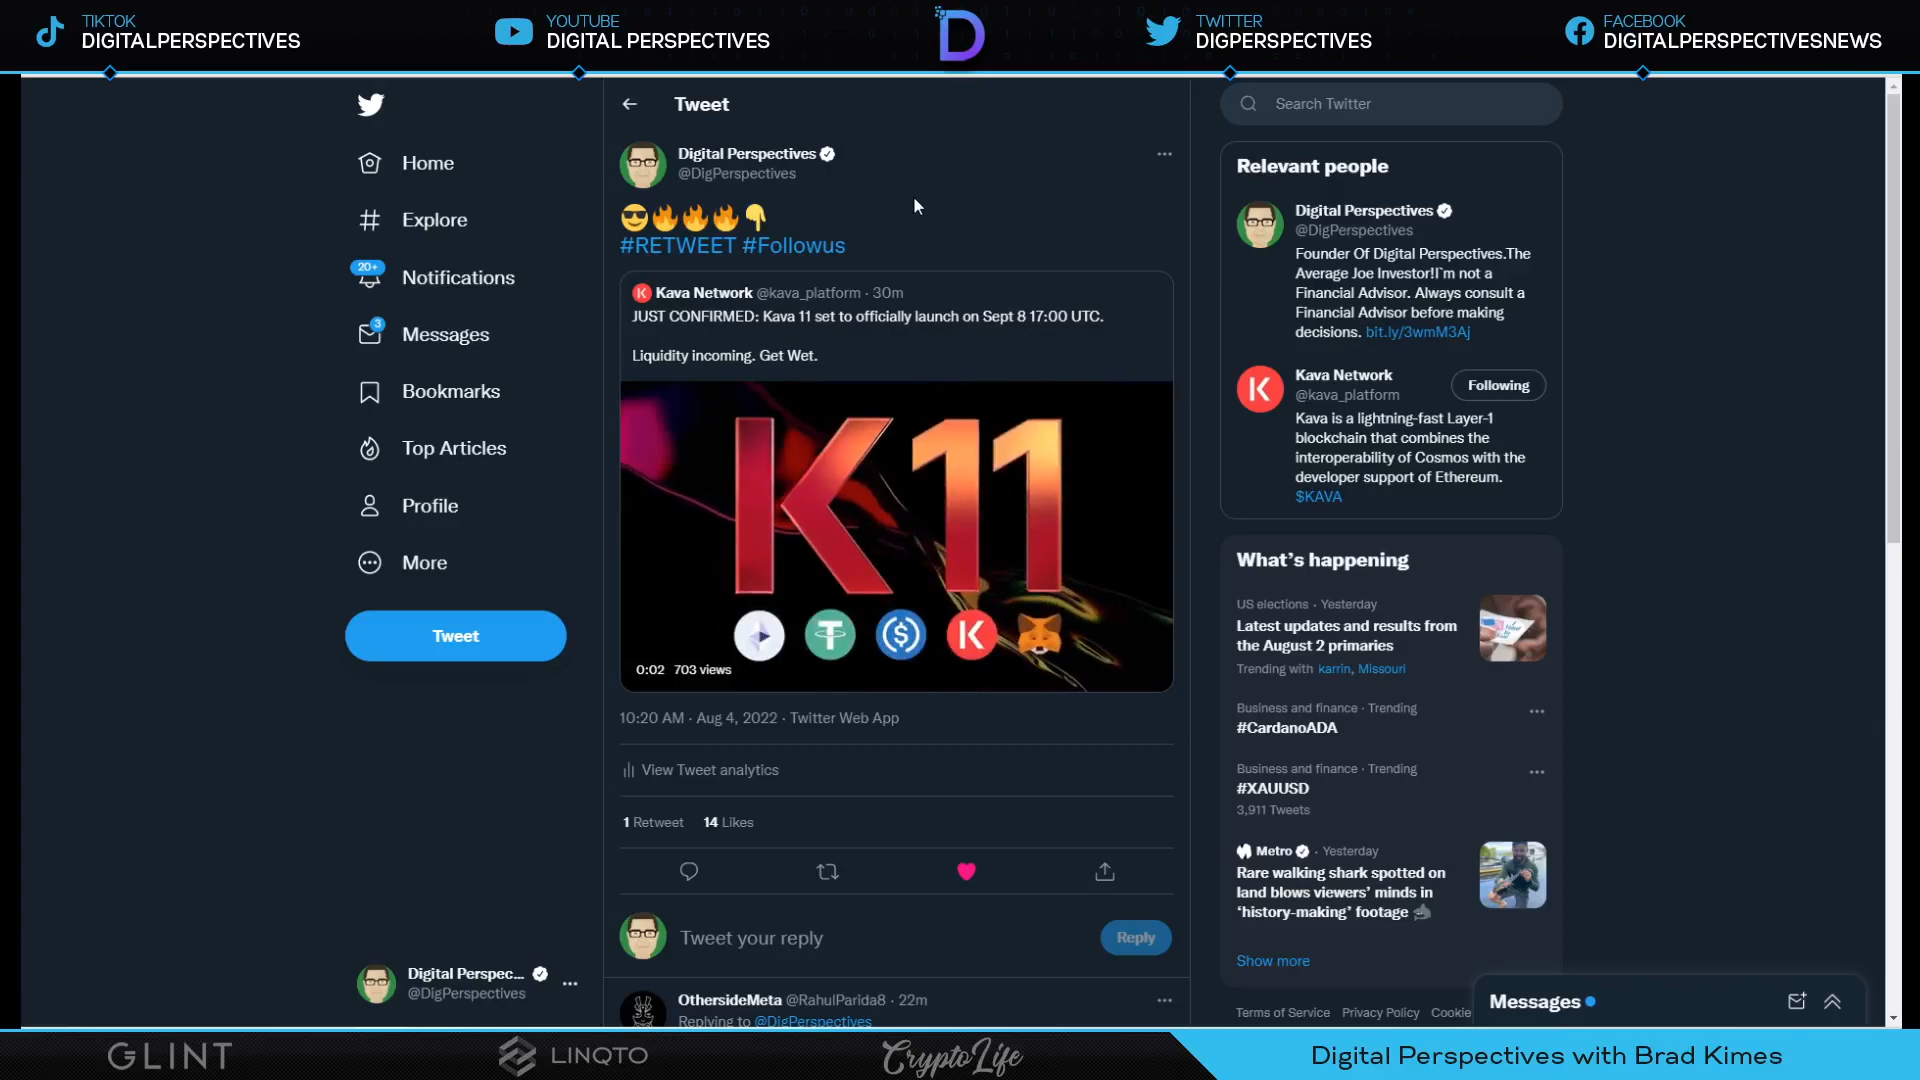 TIKTOK
DIGITALPERSPECTIVES
YOUTUBE
DIGITAL PERSPECTIVES
D
TWITTER
DIGPERSPECTIVES
FACEBOOK
DIGITALPERSPECTIVESNEWS
Home
Explore
20+
Notifications
3
Messages
Bookmarks
Top Articles
Profile
More
Tweet
Digital Perspec...
@DigPerspectives
Tweet
Digital Perspectives
@DigPerspectives
😎🔥🔥🔥👇
#RETWEET #Followus
Kava Network @kava_platform · 30m
JUST CONFIRMED: Kava 11 set to officially launch on Sept 8 17:00 UTC.
Liquidity incoming. Get Wet.
K11
0:02 703 views
10:20 AM · Aug 4, 2022 · Twitter Web App
View Tweet analytics
1 Retweet 14 Likes
Tweet your reply
Reply
OthersideMeta @RahulParida8 · 22m
Replying to @DigPerspectives
Search Twitter
Relevant people
Digital Perspectives
@DigPerspectives
Founder Of Digital Perspectives.The
Average Joe Investor!I`m not a
Financial Advisor. Always consult a
Financial Advisor before making
decisions. bit.ly/3wmM3Aj
Kava Network
@kava_platform
Following
Kava is a lightning-fast Layer-1
blockchain that combines the
interoperability of Cosmos with the
developer support of Ethereum.
$KAVA
What's happening
US elections · Yesterday
Latest updates and results from
the August 2 primaries
Trending with karrin, Missouri
Business and finance · Trending
#CardanoADA
Business and finance · Trending
#XAUUSD
3,911 Tweets
Metro · Yesterday
Rare walking shark spotted on
land blows viewers' minds in
'history-making' footage 🦈
Show more
Terms of Service Privacy Policy Cookie
Messages
GLINT
LINQTO
CryptoLife
Digital Perspectives with Brad Kimes